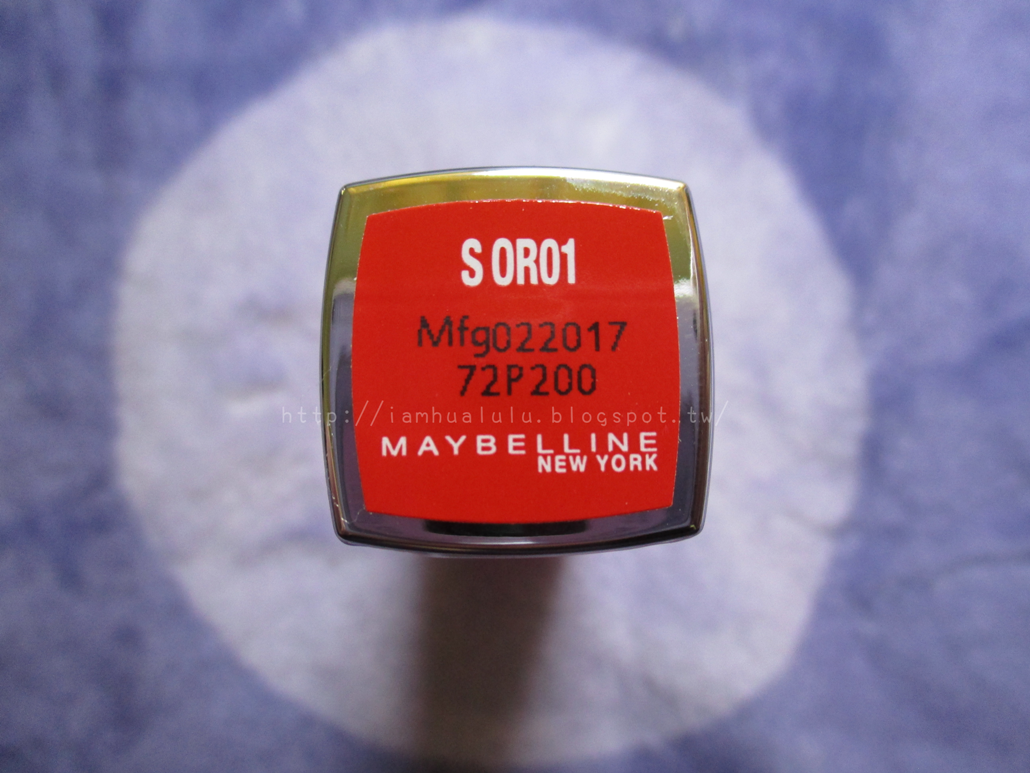 S OR01
Mfg022017
72P200
http://iamhualulu.blogspot.tw/
MAYBELLINE
NEW YORK